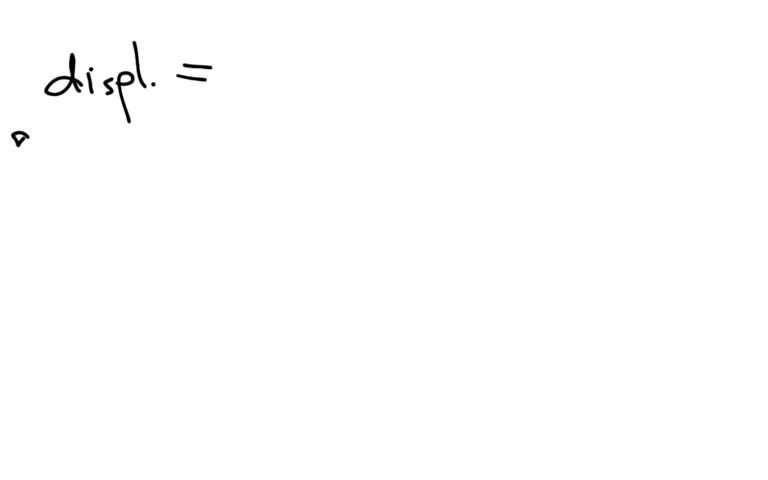 displ. =